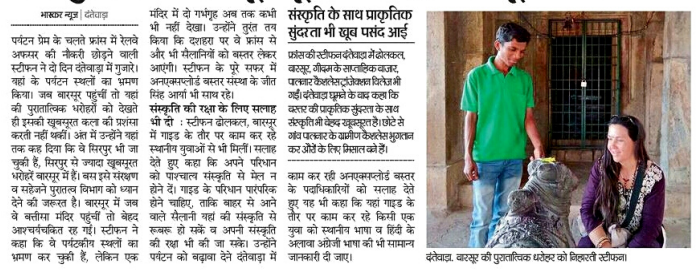 भास्कर न्यूज | दंतेवाड़ा
पर्यटन प्रेम के चलते फ्रांस में रेलवे
अफसर की नौकरी छोड़ने वाली
स्टीफन ने दो दिन दंतेवाड़ा में गुजारे।
यहां के पर्यटन स्थलों का भ्रमण
किया। जब बारसूर पहुंचीं तो यहां
की पुरातात्विक धरोहरों को देखते
ही इसकी खूबसूरत कला की प्रशंसा
करती नहीं थकीं। अत में उन्होंने यहां
तक कह दिया कि वे सिरपुर भी जा
चुकी हैं, सिरपुर से ज्यादा खूबसूरत
धरोहरें बारसूर में हैं। बस इसे संरक्षण
व सहेजने पुरातत्व विभाग को ध्यान
देने की जरूरत है। बारसूर में जब
वे बत्तीसा मंदिर पहुंचीं तो बेहद
आश्चर्यचकित रह गईं। स्टीफन ने
कहा कि वे पर्यटकीय स्थलों का
भ्रमण कर चुकी हैं, लेकिन एक
मंदिर में दो गर्भगृह अब तक कभी
भी नहीं देखा। उन्होंने तुरंत तय
किया कि दशहरा पर वे फ्रांस से
और भी सैलानियों को बस्तर लेकर
आएंगी। स्टीफन के पूरे सफर में
अनएक्सप्लोर्ड बस्तर संस्था के जीत
सिंह आर्या भी साथ रहे।
संस्कृति की रक्षा के लिए सलाह
भी दी : स्टीफन ढोलकल, बारसूर
में गाइड के तौर पर काम कर रहे
स्थानीय युवाओं से भी मिलीं। सलाह
देते हुए कहा कि अपने परिधान
को पाश्चात्य संस्कृति से मेल न
होने दें। गाइड के परिधान पारंपरिक
होने चाहिए, ताकि बाहर से आने
वाले सैलानी यहां की संस्कृति से
रूबरू हो सकें व अपनी संस्कृति
की रक्षा भी की जा सके। उन्होंने
पर्यटन को बढ़ावा देने दंतेवाड़ा में
संस्कृति के साथ प्राकृतिक
सुंदरता भी खूब पसंद आई
फ्रांस की स्टीफन दंतेवाड़ा में ढोलकल,
बारसूर, गीदम के साप्ताहिक बाजार,
पालनार कैशलेस ट्रांजेक्शन विलेज भी
गईं। दंतेवाड़ा घूमने के बाद कहा कि
बस्तर की प्राकृतिक सुंदरता के साथ
संस्कृति भी बेहद खूबसूरत है। छोटे से
गांव पालनार के ग्रामीण कैशलेस भुगतान
कर औरों के लिए मिसाल बने हैं।
काम कर रही अनएक्सप्लोर्ड बस्तर
के पदाधिकारियों को सलाह देते
हुए यह भी कहा कि यहां गाइड के
तौर पर काम कर रहे किसी एक
युवा को स्थानीय भाषा व हिंदी के
अलावा अंग्रेजी भाषा की भी सामान्य
जानकारी दी जाए।
दंतेवाड़ा. बारसूर की पुरातात्विक धरोहर को निहारती स्टीफन।